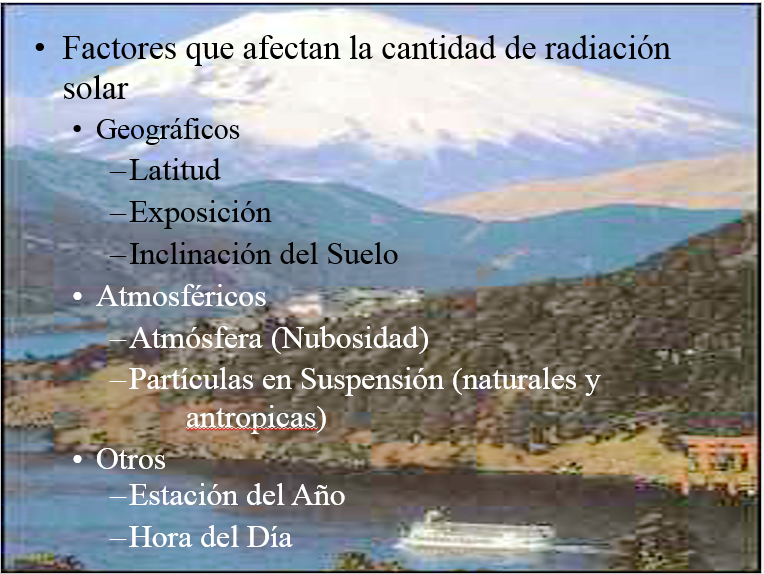 • Factores que afectan la cantidad de radiación
solar
• Geográficos
–Latitud
–Exposición
–Inclinación del Suelo
• Atmosféricos
–Atmósfera (Nubosidad)
–Partículas en Suspensión (naturales y
antropicas)
• Otros
–Estación del Año
–Hora del Día